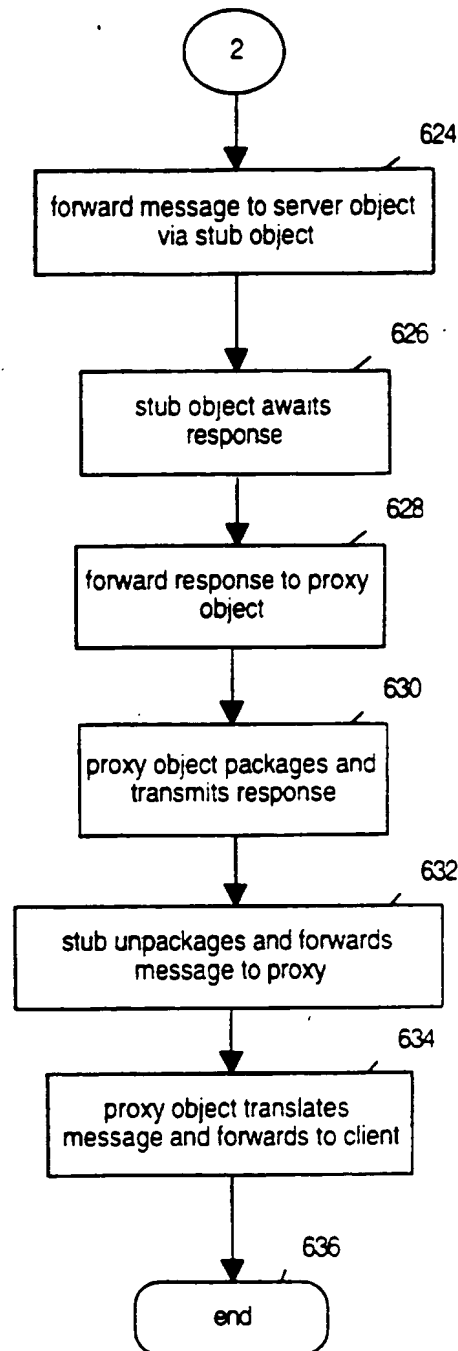 2
624
forward message to server object
via stub object
626
stub object awaits
response
628
forward response to proxy
object
630
proxy object packages and
transmits response
632
stub unpackages and forwards
message to proxy
634
proxy object translates
message and forwards to client
636
end